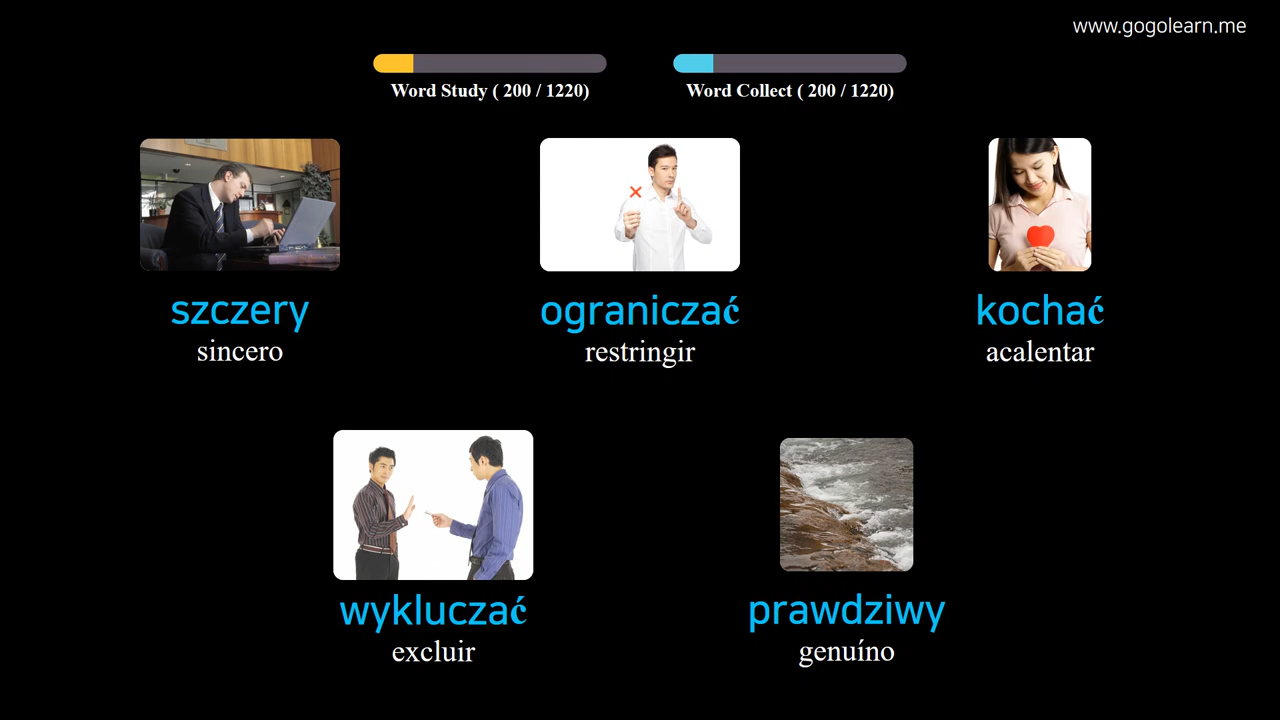 www.gogolearn.me
Word Study ( 200 / 1220)
Word Collect ( 200 / 1220)
szczery
sincero
ograniczać
restringir
kochać
acalentar
wykluczać
excluir
prawdziwy
genuíno